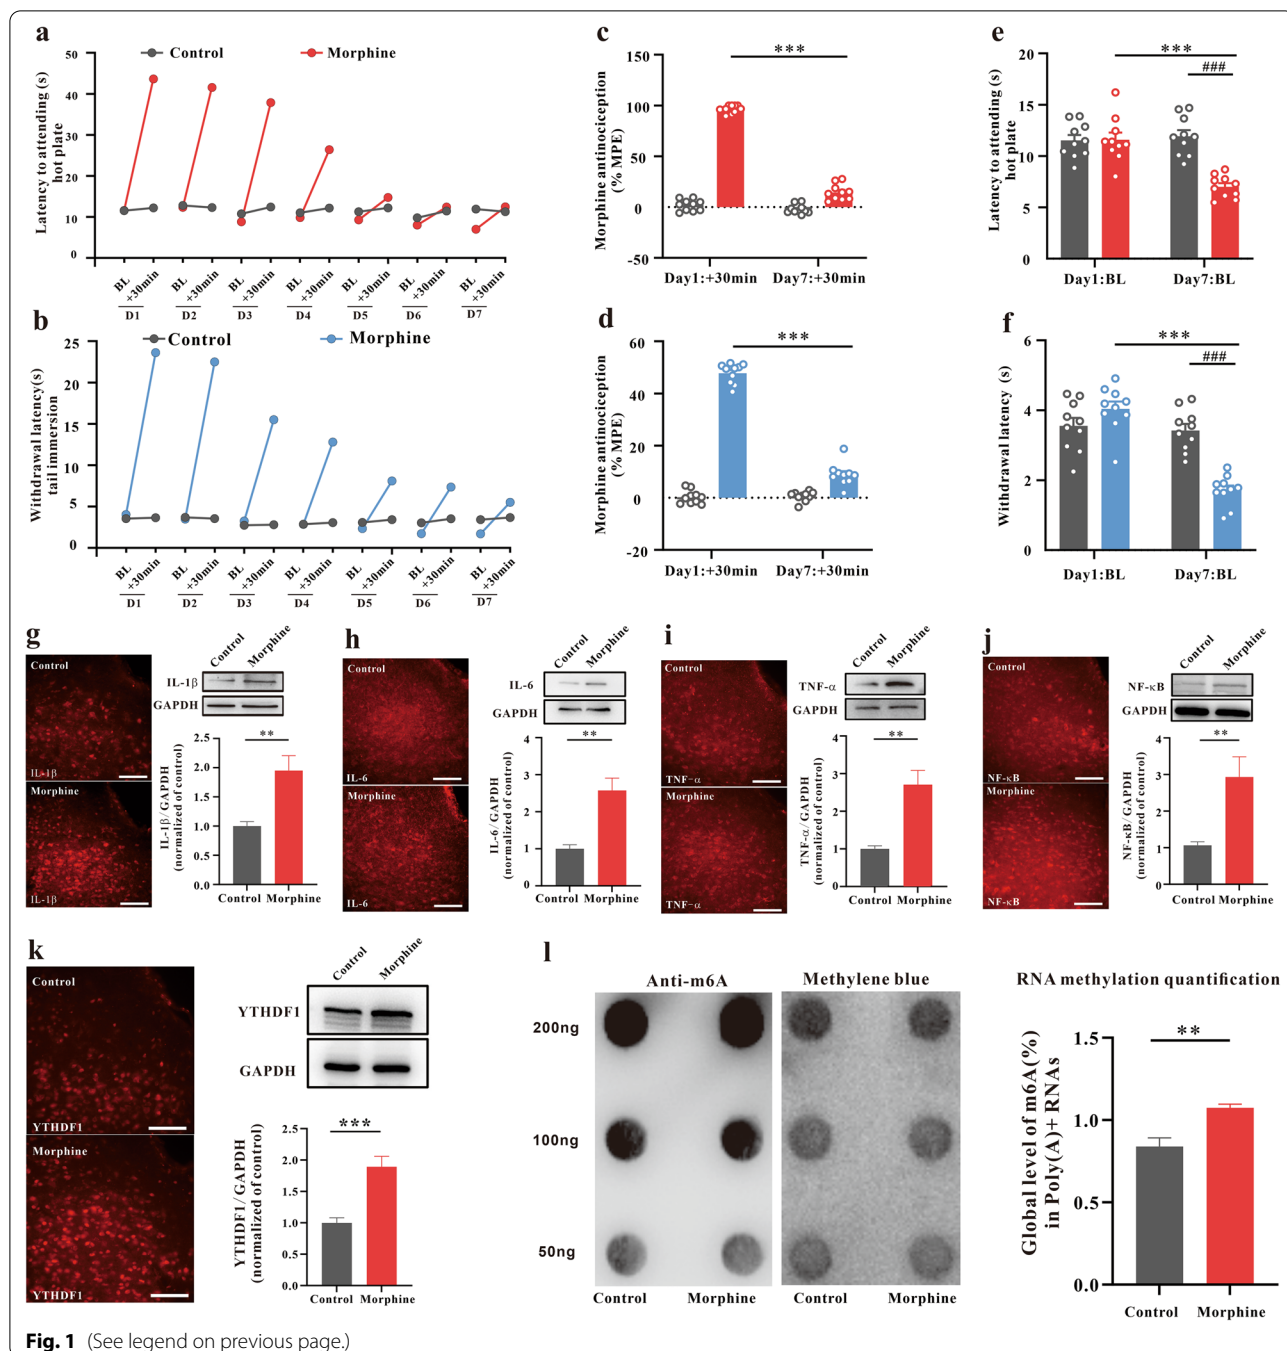 a
Control
Morphine
Latency to attending (s)
hot plate
50
40
30
20
10
0
BL
+30min
D1
BL
+30min
D2
BL
+30min
D3
BL
+30min
D4
BL
+30min
D5
BL
+30min
D6
BL
+30min
D7
b
Control
Morphine
Withdrawal latency(s)
tail immersion
25
20
15
10
5
0
BL
+30min
D1
BL
+30min
D2
BL
+30min
D3
BL
+30min
D4
BL
+30min
D5
BL
+30min
D6
BL
+30min
D7
c
Morphine antinociception
(% MPE)
150
100
50
0
-50
***
Day1:+30min
Day7:+30min
d
Morphine antinociception
(% MPE)
60
40
20
0
-20
***
Day1:+30min
Day7:+30min
e
Latency to attending (s)
hot plate
20
15
10
5
0
***
###
Day1:BL
Day7:BL
f
Withdrawal latency (s)
6
4
2
0
***
###
Day1:BL
Day7:BL
g
Control
IL-1β
Morphine
IL-1β
Control
Morphine
IL-1β
GAPDH
IL-1β/GAPDH
(normalized of control)
2.5
2.0
1.5
1.0
0.5
0.0
**
Control Morphine
h
Control
IL-6
Morphine
IL-6
Control
Morphine
IL-6
GAPDH
IL-6/GAPDH
(normalized of control)
4
3
2
1
0
**
Control Morphine
i
Control
TNF-α
Morphine
TNF-α
Control
Morphine
TNF-α
GAPDH
TNF-α/GAPDH
(normalized of control)
4
3
2
1
0
**
Control Morphine
j
Control
NF-κB
Morphine
NF-κB
Control
Morphine
NF-κB
GAPDH
NF-κB/GAPDH
(normalized of control)
4
3
2
1
0
**
Control Morphine
k
Control
YTHDF1
Morphine
YTHDF1
Control
Morphine
YTHDF1
GAPDH
YTHDF1/GAPDH
(normalized of control)
2.5
2.0
1.5
1.0
0.5
0.0
***
Control Morphine
l
Anti-m6A
Methylene blue
200ng
100ng
50ng
Control
Morphine
Control
Morphine
RNA methylation quantification
Global level of m6A(%)
in Poly(A)+ RNAs
1.5
1.0
0.5
0.0
**
Control
Morphine
Fig. 1 (See legend on previous page.)